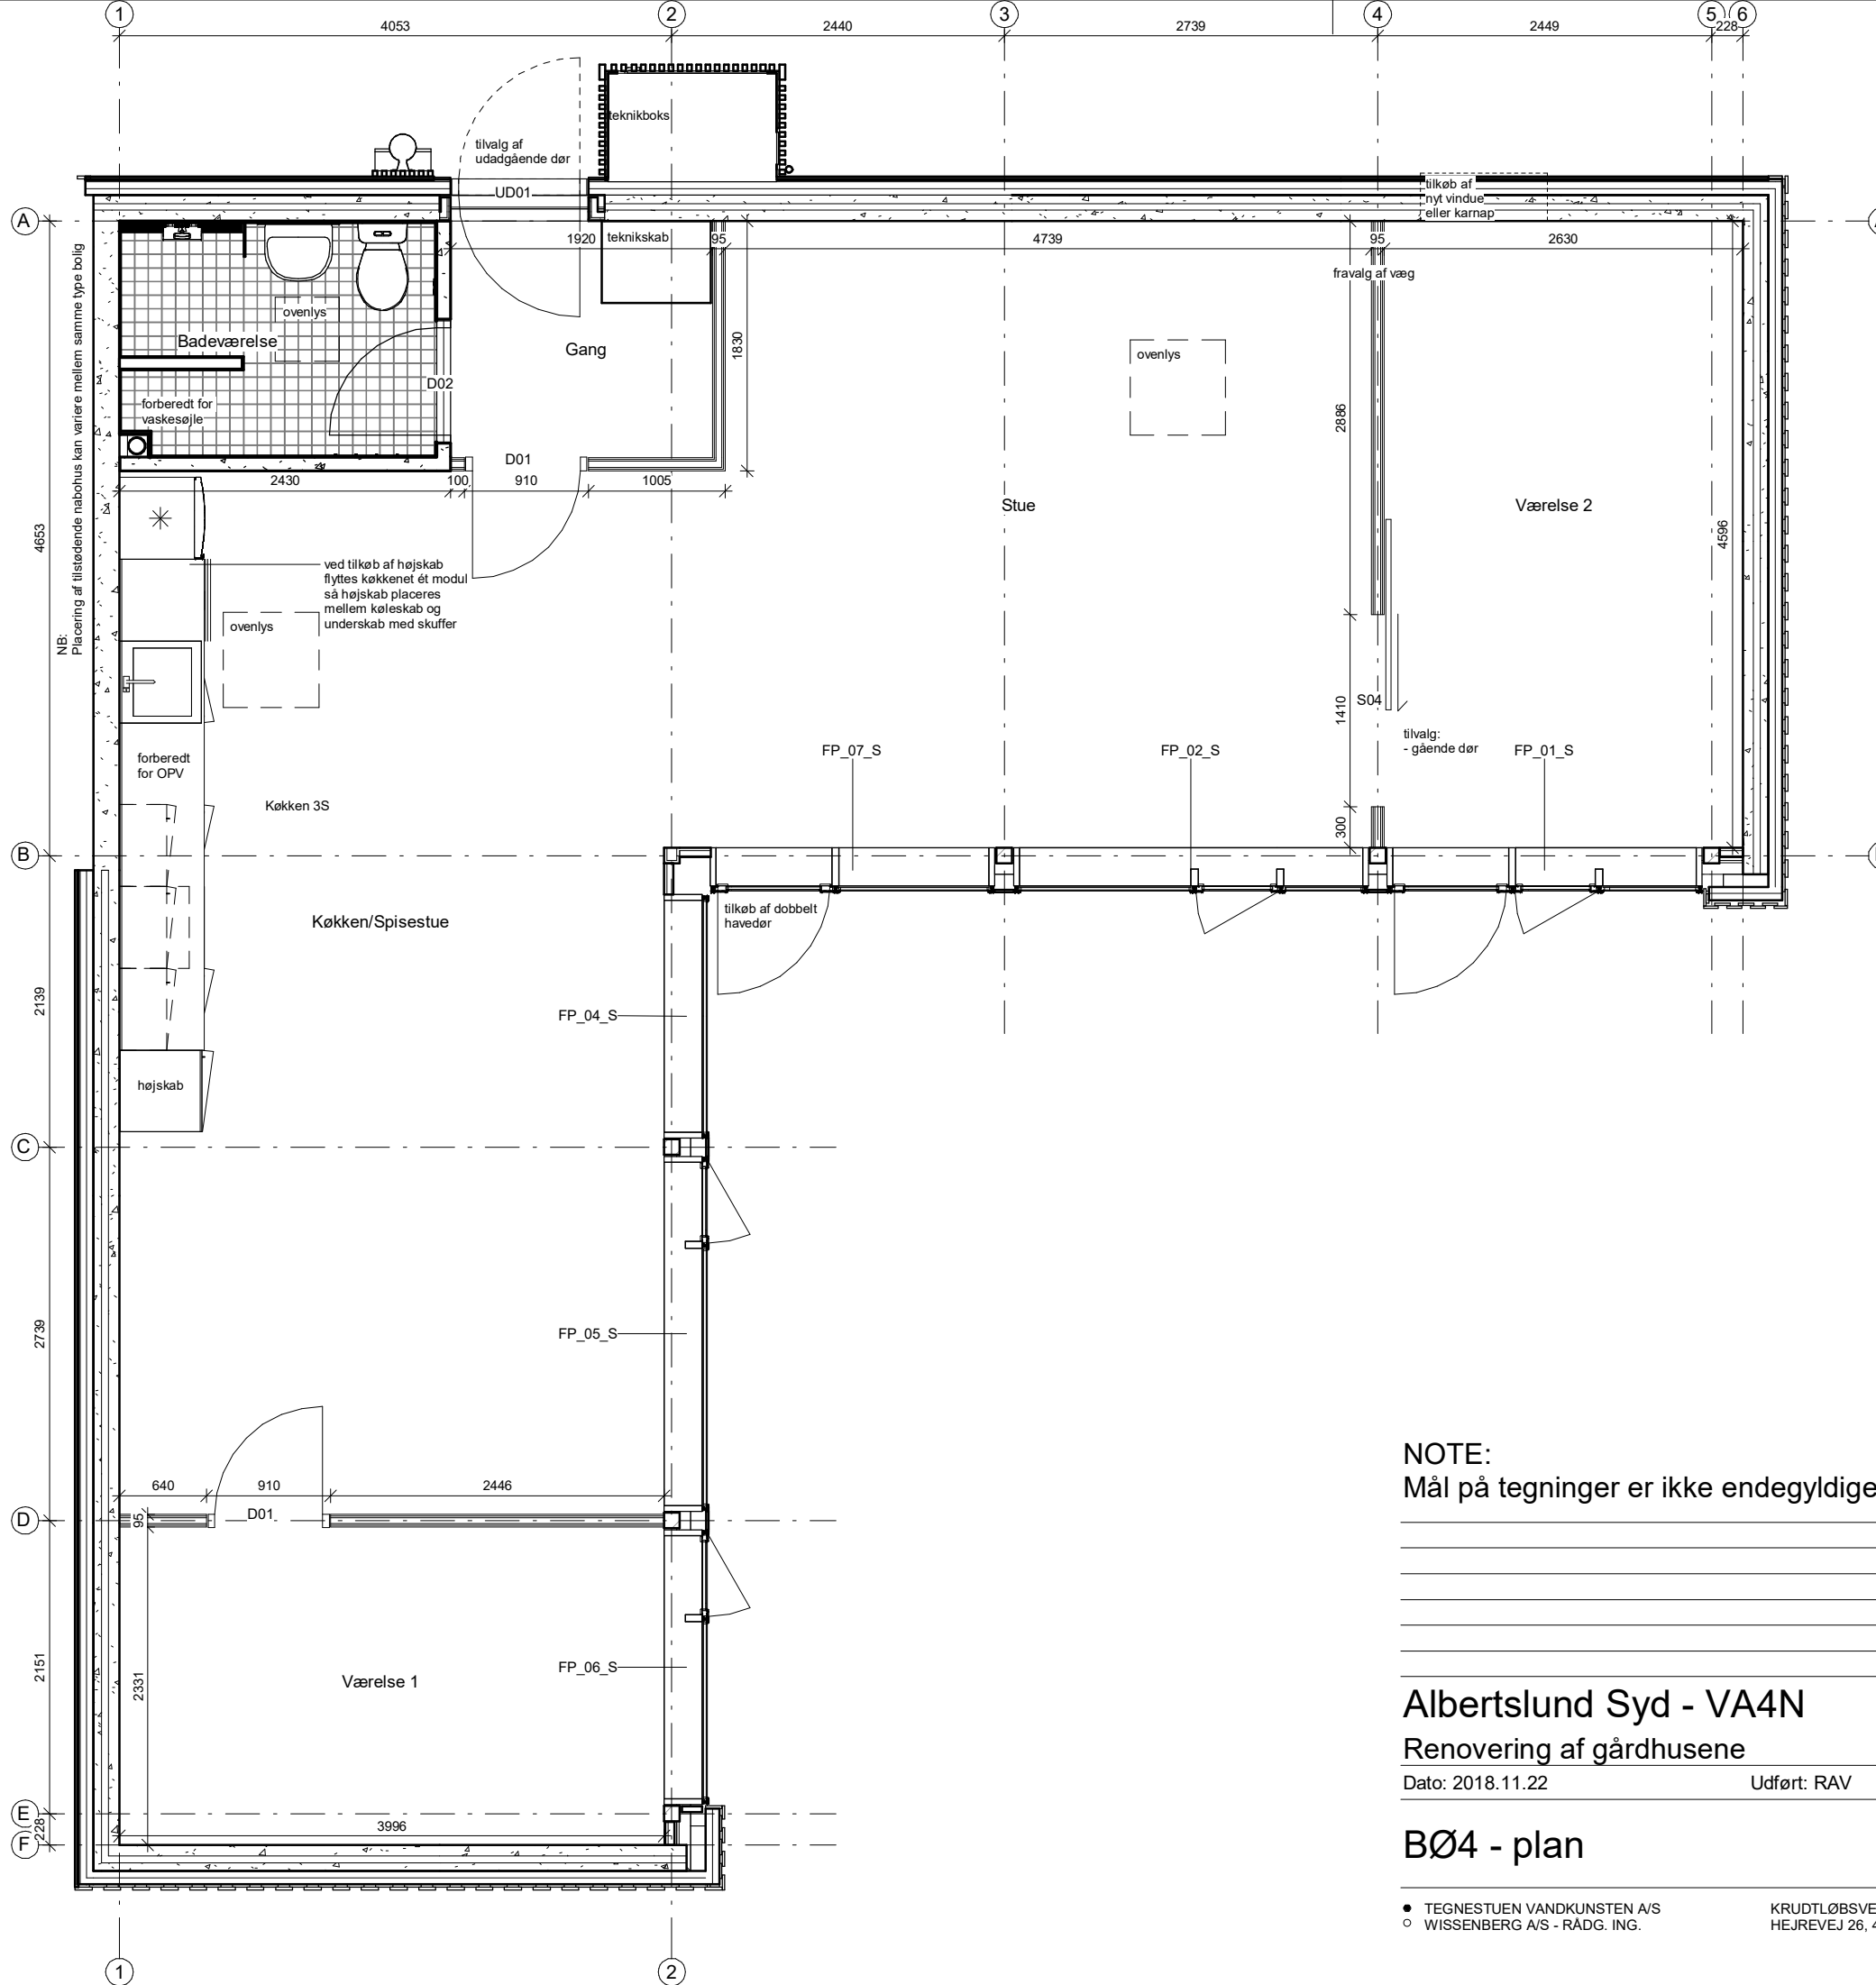 1
2
3
4
5
6
4053
2440
2739
2449
228
teknikboks
tilvalg af
udadgående dør
UD01
tilkøb af
nyt vindue
eller karnap
A
1920
teknikskab
95
4739
95
2630
fravalg af væg
NB:
Placering af tilstødende nabohus kan variere mellem samme type bolig
ovenlys
Badeværelse
Gang
1830
ovenlys
D02
forberedt for
vaskesøjle
2886
D01
2430
100
910
1005
Stue
Værelse 2
4653
4596
ved tilkøb af højskab
flyttes køkkenet ét modul
så højskab placeres
mellem køleskab og
underskab med skuffer
ovenlys
S04
1410
tilvalg:
- gående dør
forberedt
for OPV
FP_07_S
FP_02_S
FP_01_S
Køkken 3S
300
B
tilkøb af dobbelt
havedør
Køkken/Spisestue
2139
FP_04_S
højskab
C
2739
FP_05_S
640
910
2446
D
95
D01
2151
2331
Værelse 1
FP_06_S
E
228
F
3996
1
2
NOTE:
Mål på tegninger er ikke endegyldige
Albertslund Syd - VA4N
Renovering af gårdhusene
Dato: 2018.11.22
Udført: RAV
BØ4 - plan
TEGNESTUEN VANDKUNSTEN A/S
KRUDTLØBSVE
WISSENBERG A/S - RÅDG. ING.
HEJREVEJ 26, 4